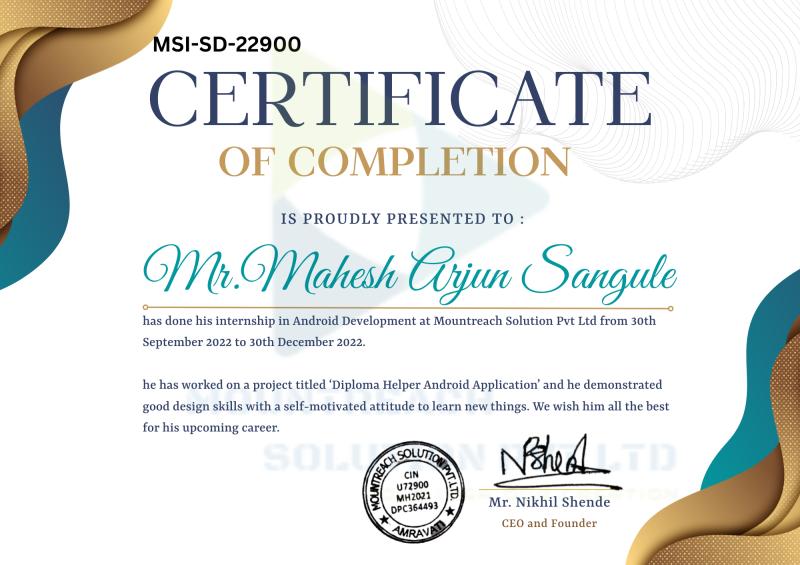 MSI-SD-22900
CERTIFICATE
OF COMPLETION
IS PROUDLY PRESENTED TO :
Mr.Mahesh Arjun Sangule
has done his internship in Android Development at Mountreach Solution Pvt Ltd from 30th
September 2022 to 30th December 2022.
he has worked on a project titled ‘Diploma Helper Android Application’ and he demonstrated
good design skills with a self-motivated attitude to learn new things. We wish him all the best
for his upcoming career.
MOUNTREACH
SOLUTION PVT LTD
MOUNTREACH SOLUTION PVT. LTD.
CIN
U72900
MH2021
DPC364493
★ AMRAVATI ★
Mr. Nikhil Shende
CEO and Founder